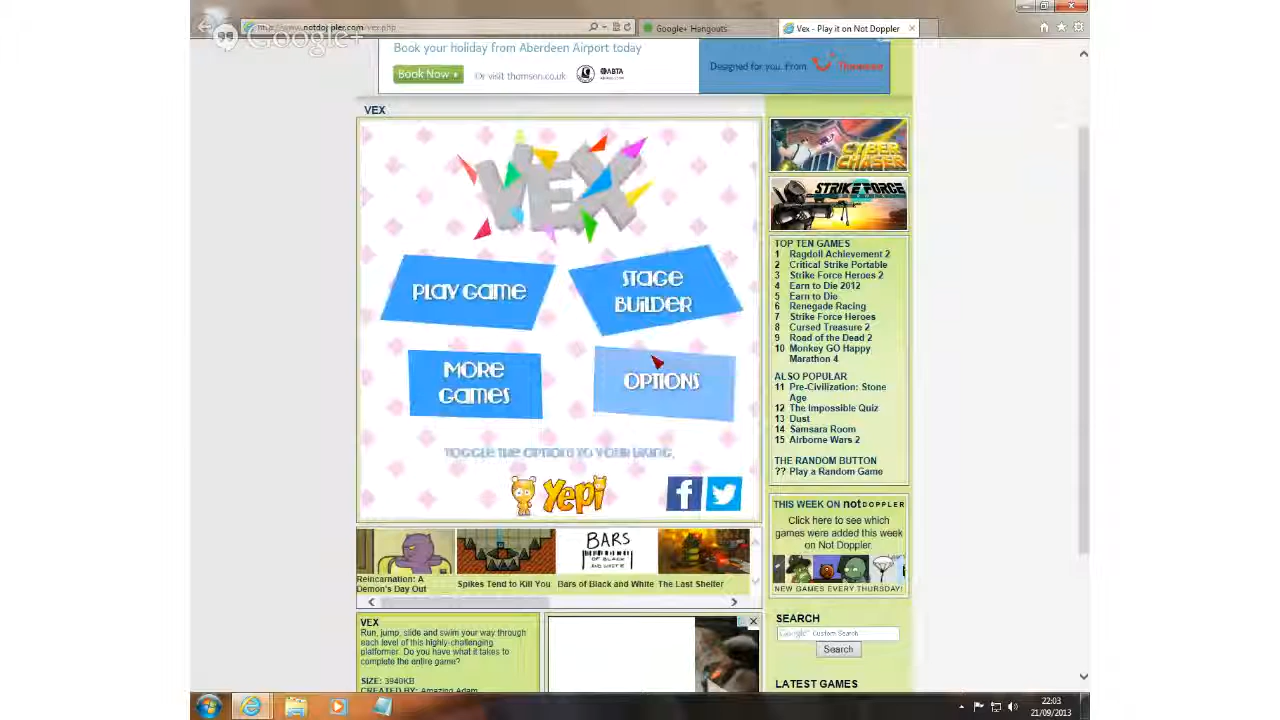 Google+
Google+ Hangouts
Vex - Play it on Not Doppler
Book your holiday from Aberdeen Airport today
Book Now
Or visit thomson.co.uk
ABTA
Designed for you. From
Thomson
VEX
VEX
PLAY GAME
STAGE
BUILDER
MORE
GAMES
OPTIONS
TOGGLE THE OPTIONS TO YOUR LIKING.
Yepi
CYBER
CHASER
STRIKE FORCE
HEROES
TOP TEN GAMES
1 Ragdoll Achievement 2
2 Critical Strike Portable
3 Strike Force Heroes 2
4 Earn to Die 2012
5 Earn to Die
6 Renegade Racing
7 Strike Force Heroes
8 Cursed Treasure 2
9 Road of the Dead 2
10 Monkey GO Happy
Marathon 4
ALSO POPULAR
11 Pre-Civilization: Stone
Age
12 The Impossible Quiz
13 Dust
14 Samsara Room
15 Airborne Wars 2
THE RANDOM BUTTON
?? Play a Random Game
THIS WEEK ON notDOPPLER
Click here to see which
games were added this week
on Not Doppler.
NEW GAMES EVERY THURSDAY!
SEARCH
Google Custom Search
Search
LATEST GAMES
BARS
OF BLACK
AND WHITE
Reincarnation: A
Demon's Day Out
Spikes Tend to Kill You
Bars of Black and White
The Last Shelter
VEX
Run, jump, slide and swim your way through
each level of this highly-challenging
platformer. Do you have what it takes to
complete the entire game?
SIZE: 3940KB
CREATED BY: Amazing Adam
22:03
21/09/2013